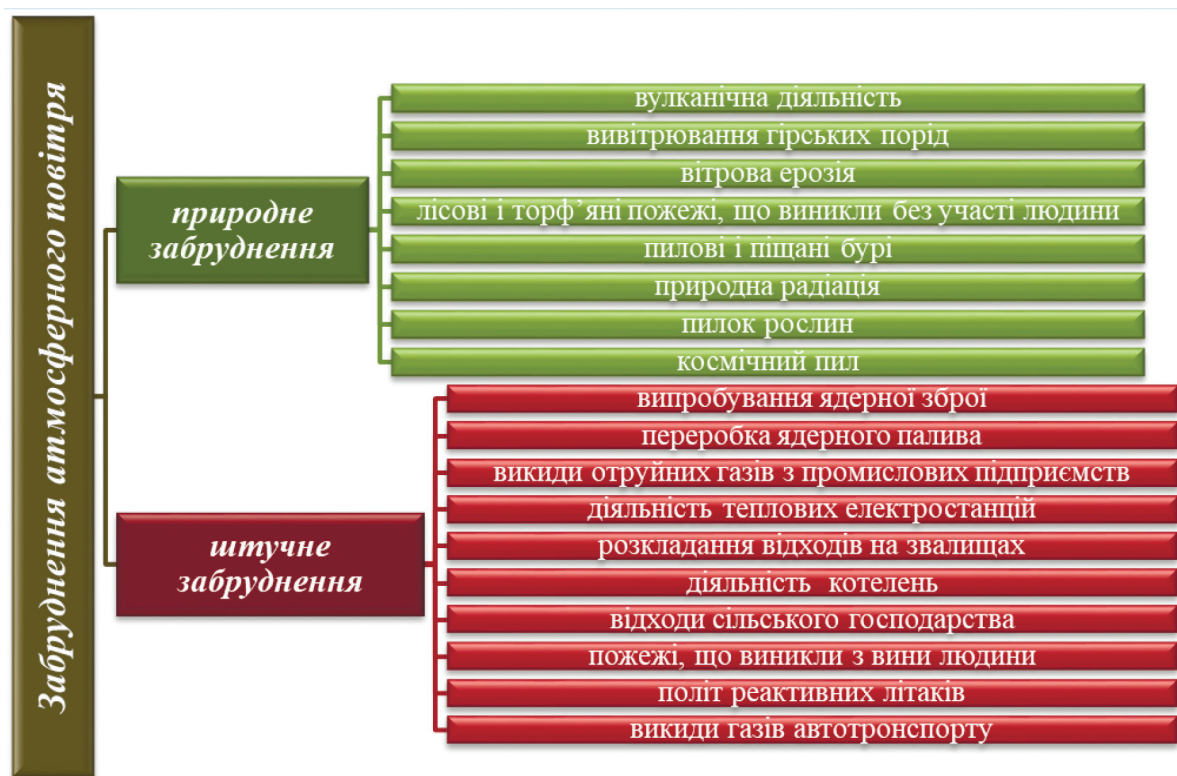 Забруднення атмосферного повітря
природне
забруднення
вулканічна діяльність
вивітрювання гірських порід
вітрова ерозія
лісові і торф’яні пожежі, що виникли без участі людини
пилові і піщані бурі
природна радіація
пилок рослин
космічний пил
штучне
забруднення
випробування ядерної зброї
переробка ядерного палива
викиди отруйних газів з промислових підприємств
діяльність теплових електростанцій
розкладання відходів на звалищах
діяльність котелень
відходи сільського господарства
пожежі, що виникли з вини людини
політ реактивних літаків
викиди газів автотронспорту